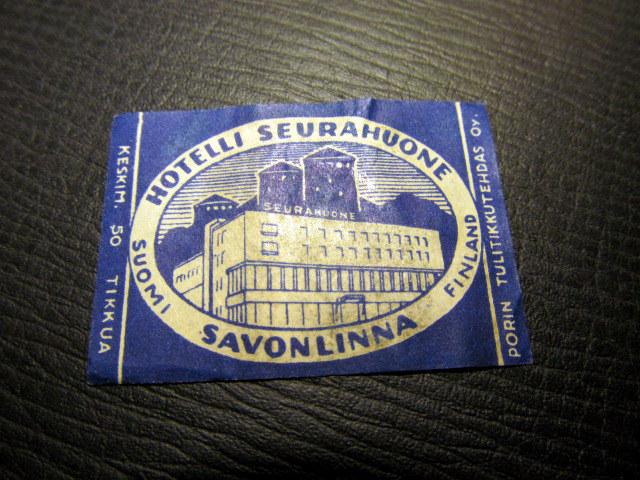 KESKIM. 50 TIKKUA
HOTELLI SEURAHUONE
SEURAHUONE
SUOMI
FINLAND
SAVONLINNA
PORIN TULITIKKUTEHDAS OY.